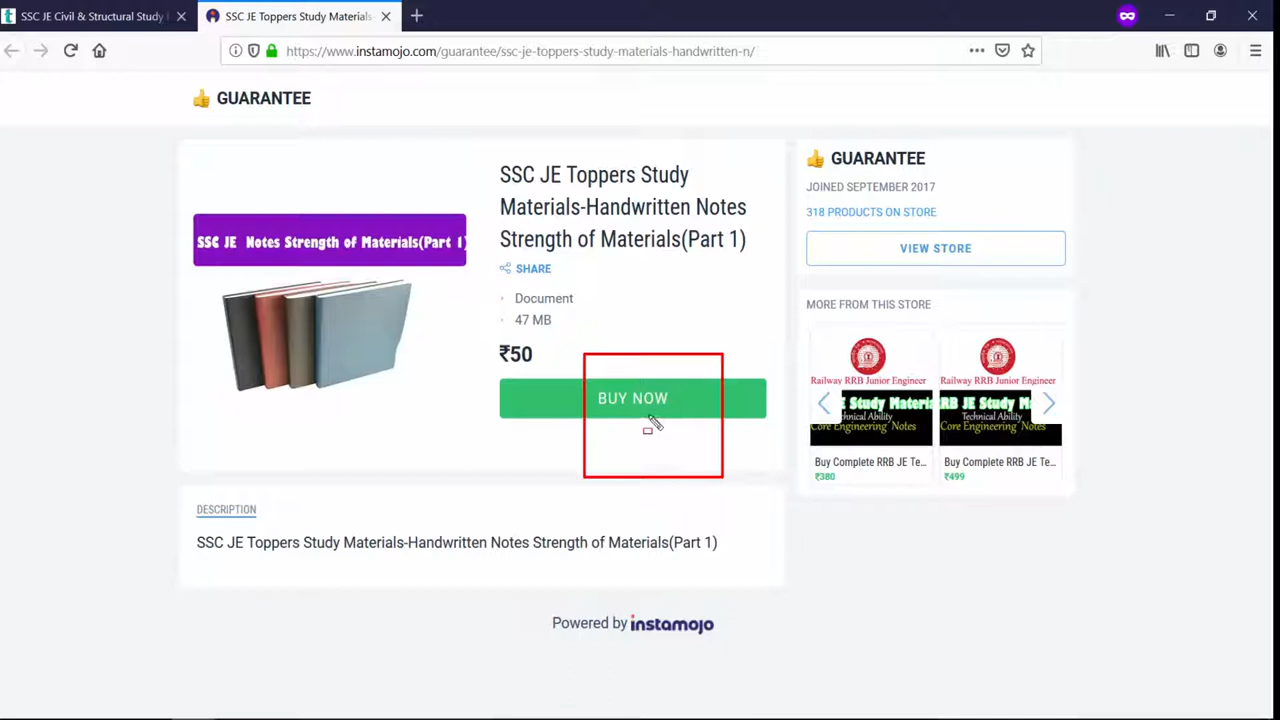 SSC JE Civil & Structural Study
SSC JE Toppers Study Materials-
https://www.instamojo.com/guarantee/ssc-je-toppers-study-materials-handwritten-n/
GUARANTEE
SSC JE Notes Strength of Materials(Part 1)
SSC JE Toppers Study
Materials-Handwritten Notes
Strength of Materials(Part 1)
SHARE
Document
47 MB
₹50
BUY NOW
DESCRIPTION
SSC JE Toppers Study Materials-Handwritten Notes Strength of Materials(Part 1)
GUARANTEE
JOINED SEPTEMBER 2017
318 PRODUCTS ON STORE
VIEW STORE
MORE FROM THIS STORE
Railway RRB Junior Engineer
E Study Materi
Technical Ability
Core Engineering Notes
Buy Complete RRB JE Te...
₹380
Railway RRB Junior Engineer
RB JE Study M
Technical Ability
Core Engineering Notes
Buy Complete RRB JE Te...
₹499
Powered by instamojo